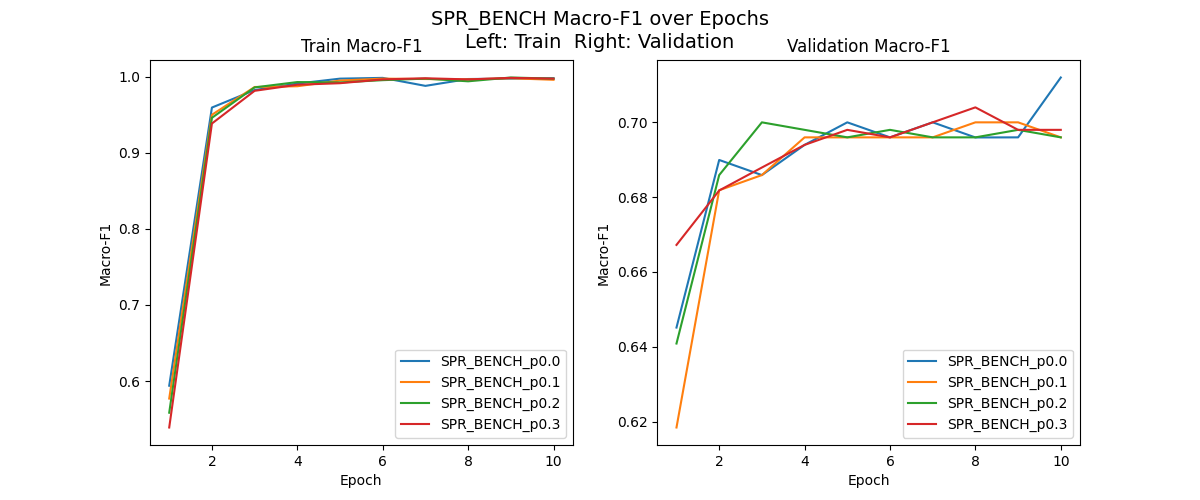 SPR_BENCH Macro-F1 over Epochs
Left: Train  Right: Validation
Train Macro-F1
Macro-F1
1.0
0.9
0.8
0.7
0.6
2
4
6
8
10
Epoch
SPR_BENCH_p0.0
SPR_BENCH_p0.1
SPR_BENCH_p0.2
SPR_BENCH_p0.3
Validation Macro-F1
Macro-F1
0.70
0.68
0.66
0.64
0.62
2
4
6
8
10
Epoch
SPR_BENCH_p0.0
SPR_BENCH_p0.1
SPR_BENCH_p0.2
SPR_BENCH_p0.3